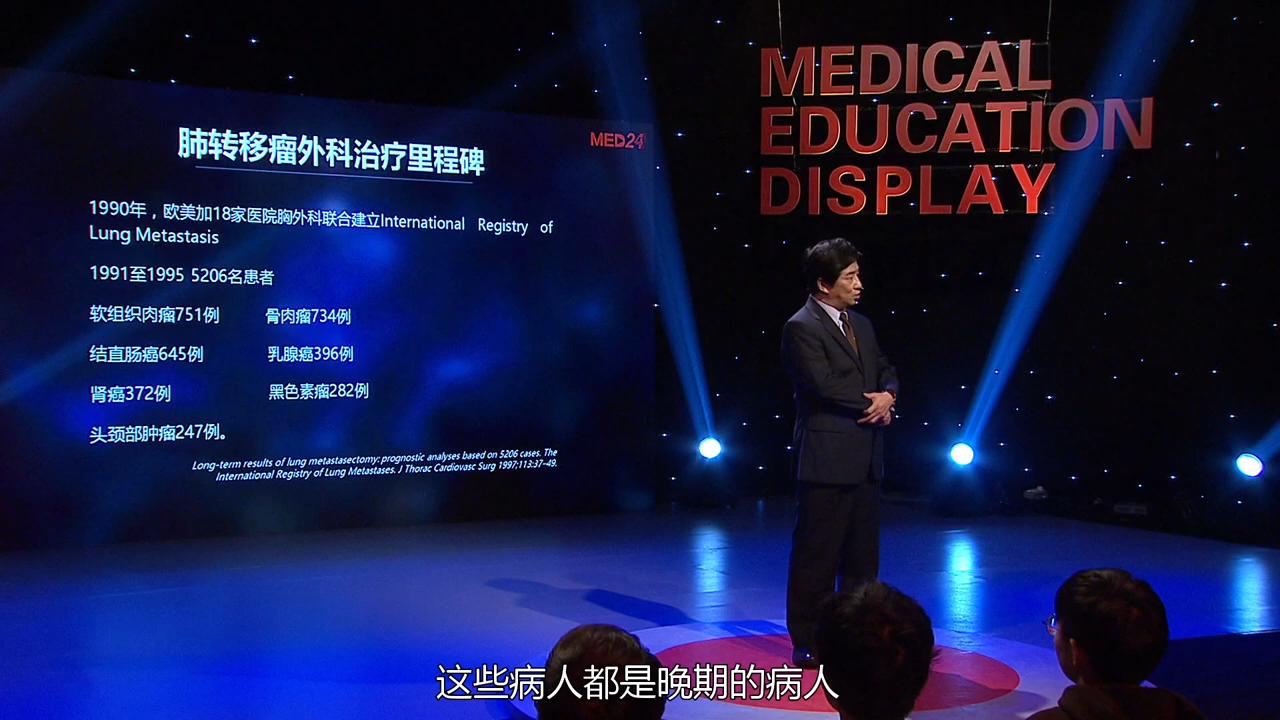 MEDICAL
EDUCATION
DISPLAY
MED24
肺转移瘤外科治疗里程碑
1990年，欧美加18家医院胸外科联合建立International Registry of
Lung Metastasis
1991至1995 5206名患者
软组织肉瘤751例 骨肉瘤734例
结直肠癌645例 乳腺癌396例
肾癌372例 黑色素瘤282例
头颈部肿瘤247例。
Long-term results of lung metastasectomy: prognostic analyses based on 5206 cases. The
International Registry of Lung Metastases. J Thorac Cardiovasc Surg 1997;113:37–49.
这些病人都是晚期的病人